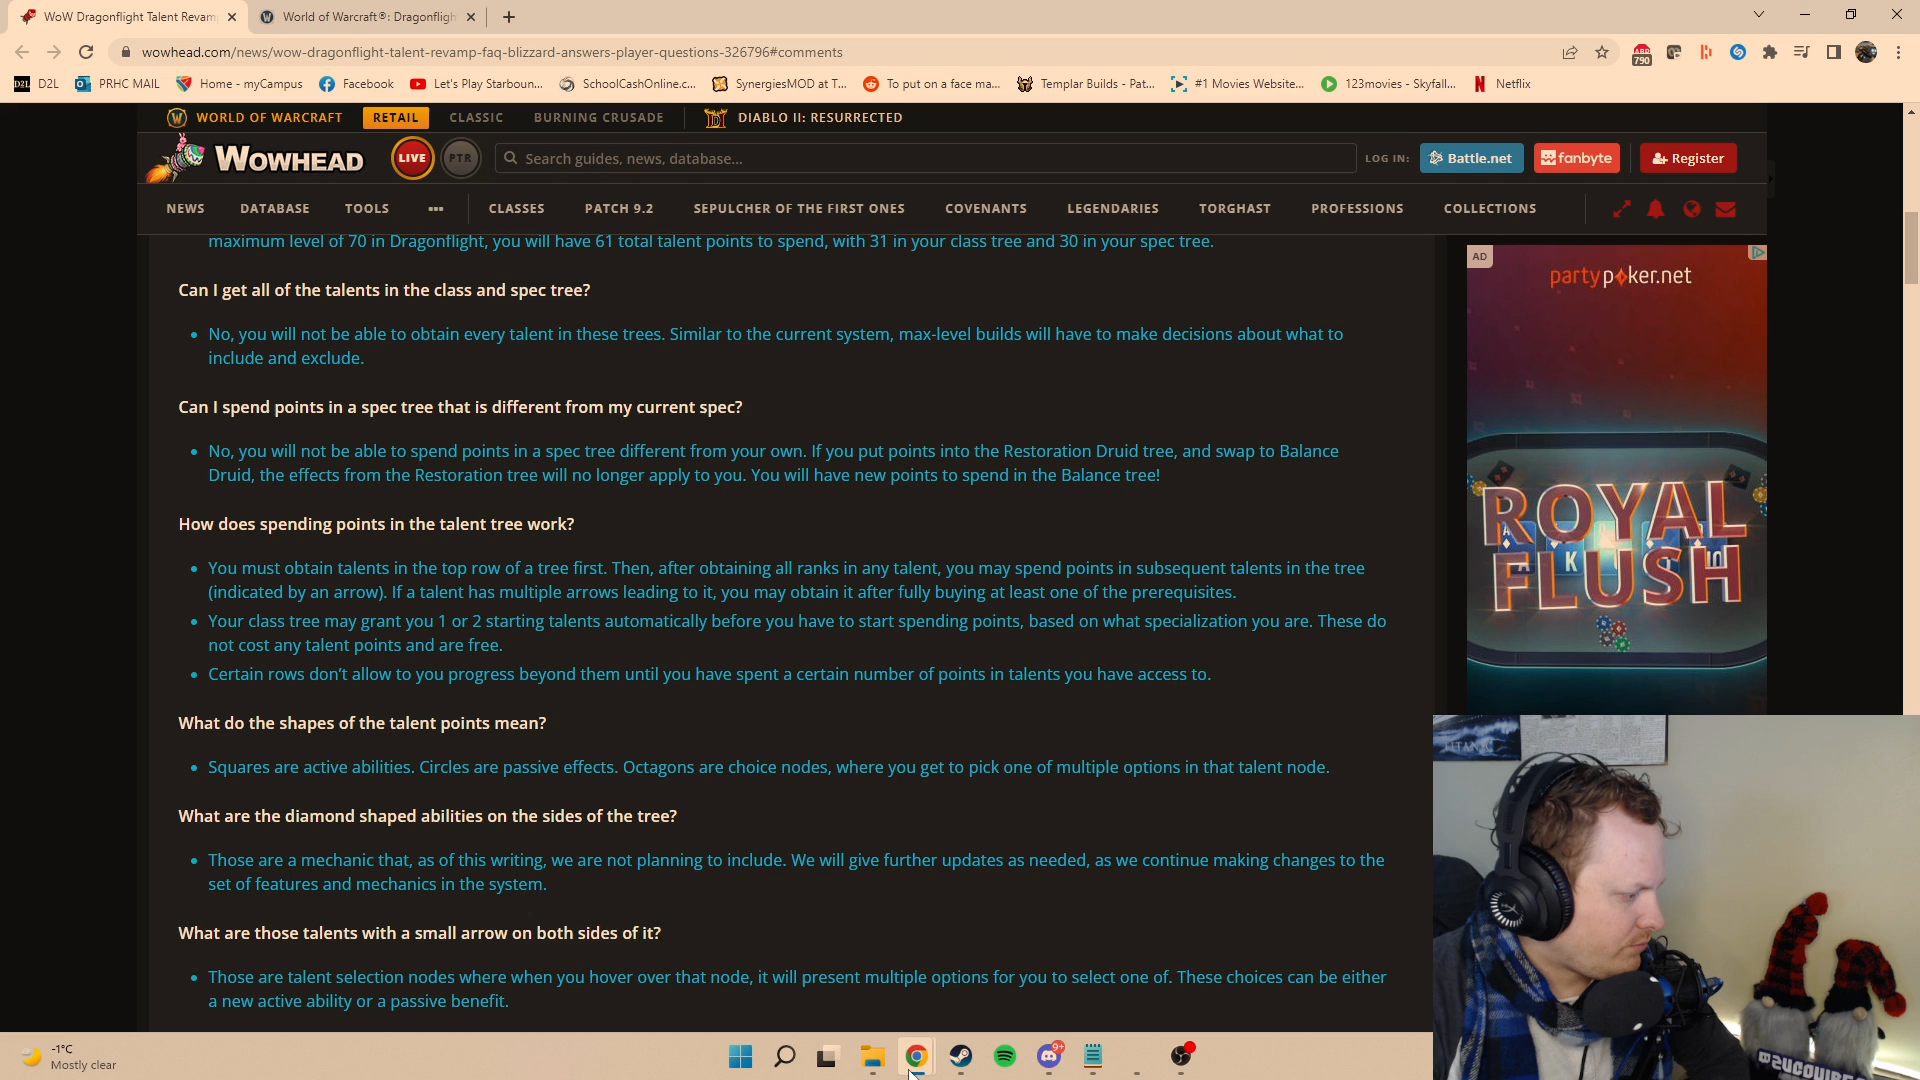 WoW Dragonflight Talent Revam
World of Warcraft®: Dragonfligh
wowhead.com/news/wow-dragonflight-talent-revamp-faq-blizzard-answers-player-questions-326796#comments
790
D2L
PRHC MAIL
Home - myCampus
Facebook
Let's Play Starboun...
SchoolCashOnline.c...
SynergiesMOD at T...
To put on a face ma...
Templar Builds - Pat...
#1 Movies Website...
123movies - Skyfall...
Netflix
WORLD OF WARCRAFT
RETAIL
CLASSIC
BURNING CRUSADE
DIABLO II: RESURRECTED
WOWHEAD
LIVE
PTR
Search guides, news, database...
LOG IN:
Battle.net
fanbyte
Register
NEWS
DATABASE
TOOLS
CLASSES
PATCH 9.2
SEPULCHER OF THE FIRST ONES
COVENANTS
LEGENDARIES
TORGHAST
PROFESSIONS
COLLECTIONS
maximum level of 70 in Dragonflight, you will have 61 total talent points to spend, with 31 in your class tree and 30 in your spec tree.
Can I get all of the talents in the class and spec tree?
No, you will not be able to obtain every talent in these trees. Similar to the current system, max-level builds will have to make decisions about what to
include and exclude.
Can I spend points in a spec tree that is different from my current spec?
No, you will not be able to spend points in a spec tree different from your own. If you put points into the Restoration Druid tree, and swap to Balance
Druid, the effects from the Restoration tree will no longer apply to you. You will have new points to spend in the Balance tree!
How does spending points in the talent tree work?
You must obtain talents in the top row of a tree first. Then, after obtaining all ranks in any talent, you may spend points in subsequent talents in the tree
(indicated by an arrow). If a talent has multiple arrows leading to it, you may obtain it after fully buying at least one of the prerequisites.
Your class tree may grant you 1 or 2 starting talents automatically before you have to start spending points, based on what specialization you are. These do
not cost any talent points and are free.
Certain rows don't allow to you progress beyond them until you have spent a certain number of points in talents you have access to.
What do the shapes of the talent points mean?
Squares are active abilities. Circles are passive effects. Octagons are choice nodes, where you get to pick one of multiple options in that talent node.
What are the diamond shaped abilities on the sides of the tree?
Those are a mechanic that, as of this writing, we are not planning to include. We will give further updates as needed, as we continue making changes to the
set of features and mechanics in the system.
What are those talents with a small arrow on both sides of it?
Those are talent selection nodes where when you hover over that node, it will present multiple options for you to select one of. These choices can be either
a new active ability or a passive benefit.
AD
partypoker.net
ROYAL
FLUSH
TITANIC
-1°C
Mostly clear
9+